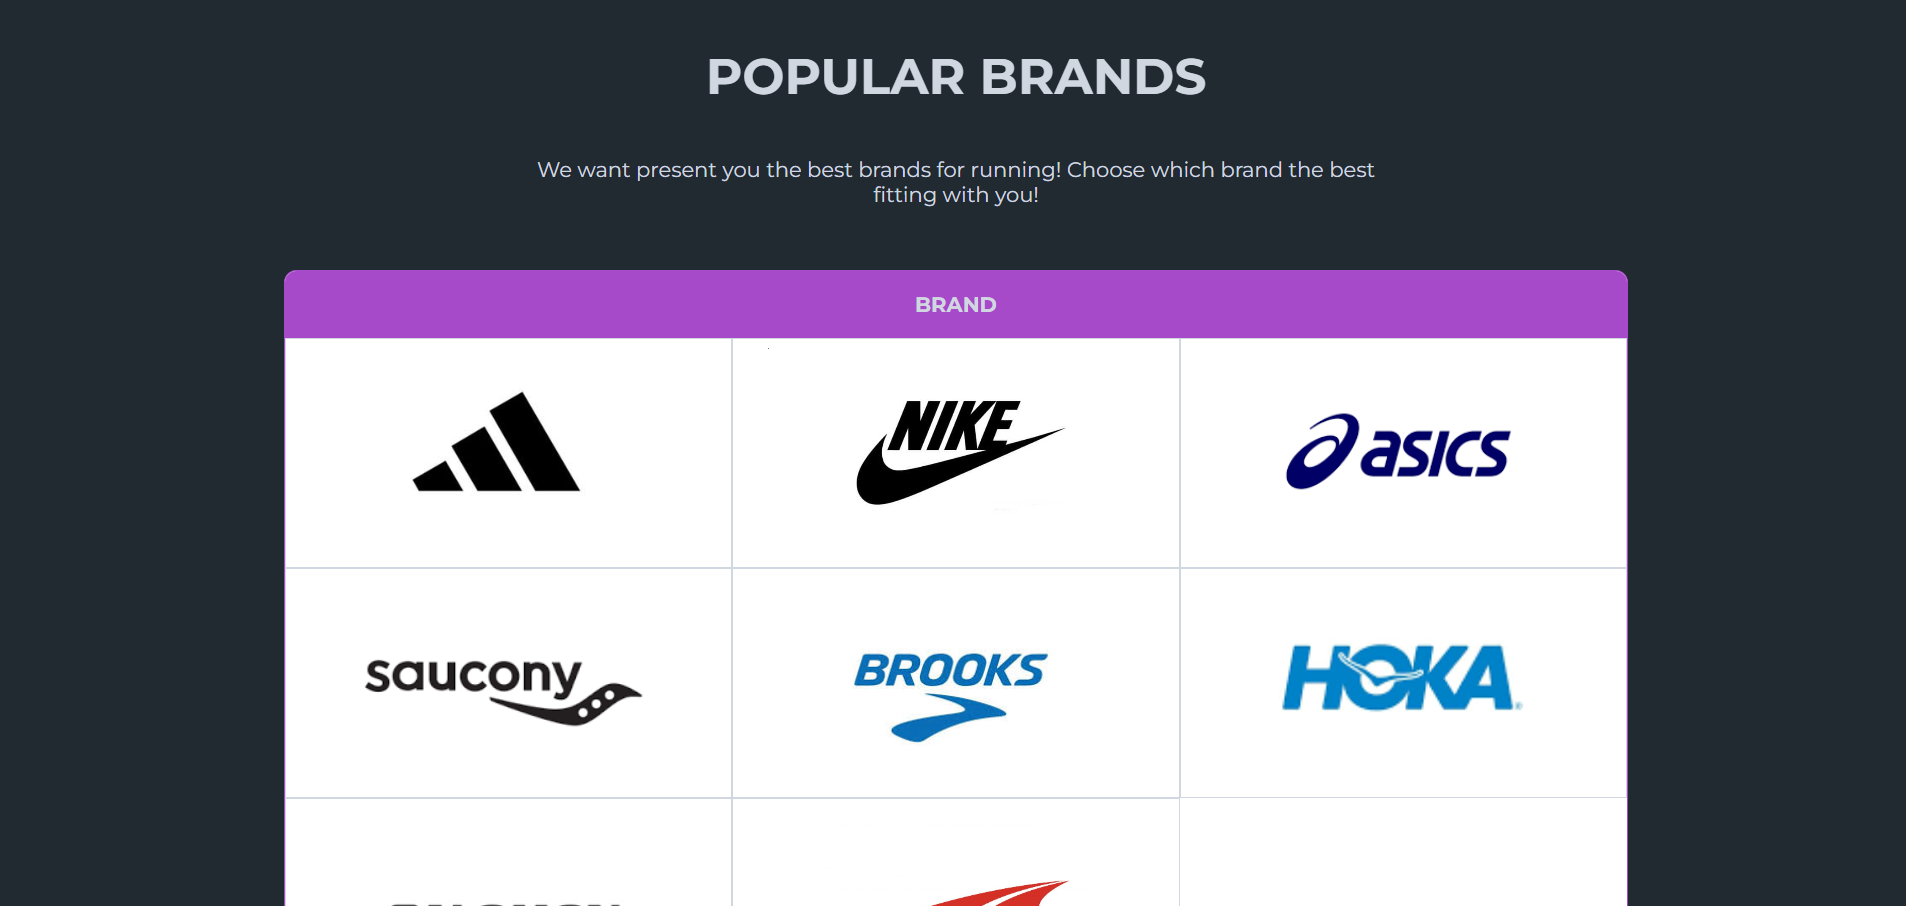 POPULAR BRANDS
We want present you the best brands for running! Choose which brand the best
fitting with you!
BRAND
NIKE
asics
saucony
BROOKS
HOKA